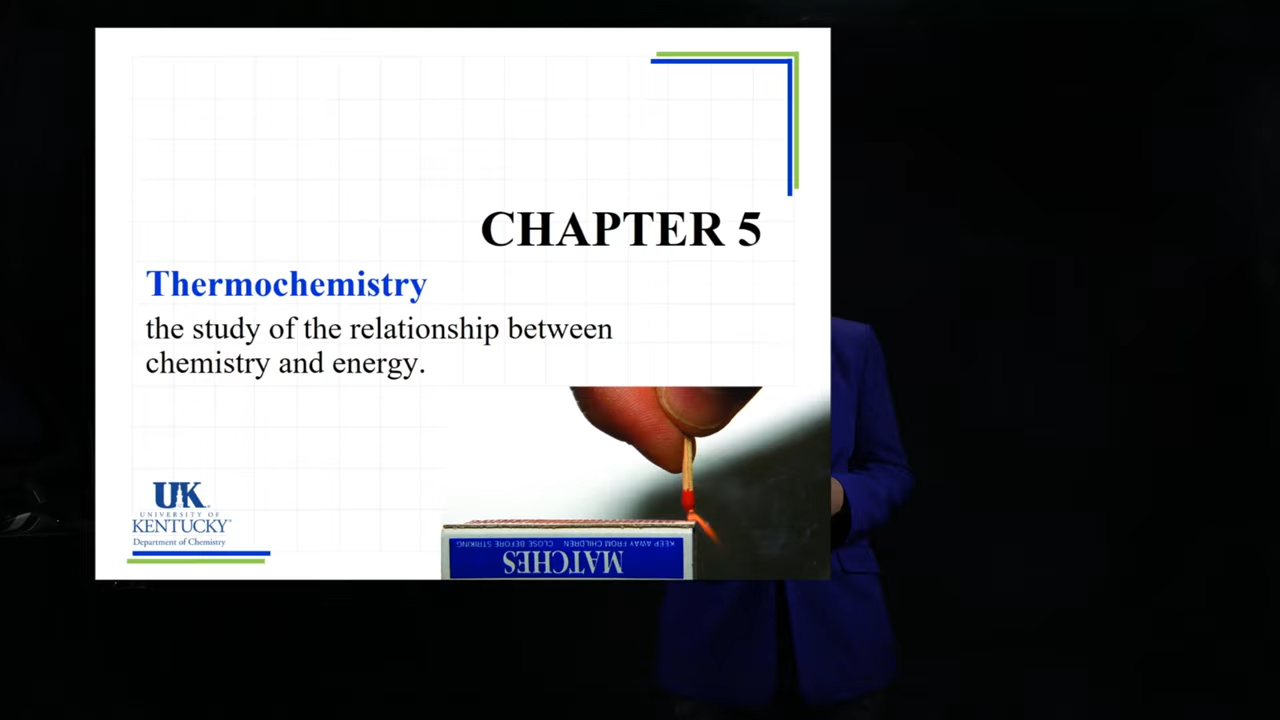 CHAPTER 5
Thermochemistry
the study of the relationship between
chemistry and energy.
UK
UNIVERSITY OF
KENTUCKY
Department of Chemistry
KEEP AWAY FROM CHILDREN CLOSE BEFORE STRIKING
MATCHES